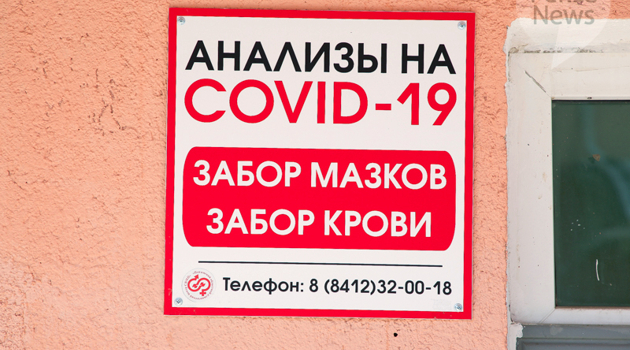 News
АНАЛИЗЫ НА
COVID-19
ЗАБОР МАЗКОВ
ЗАБОР КРОВИ
Телефон: 8 (8412)32-00-18